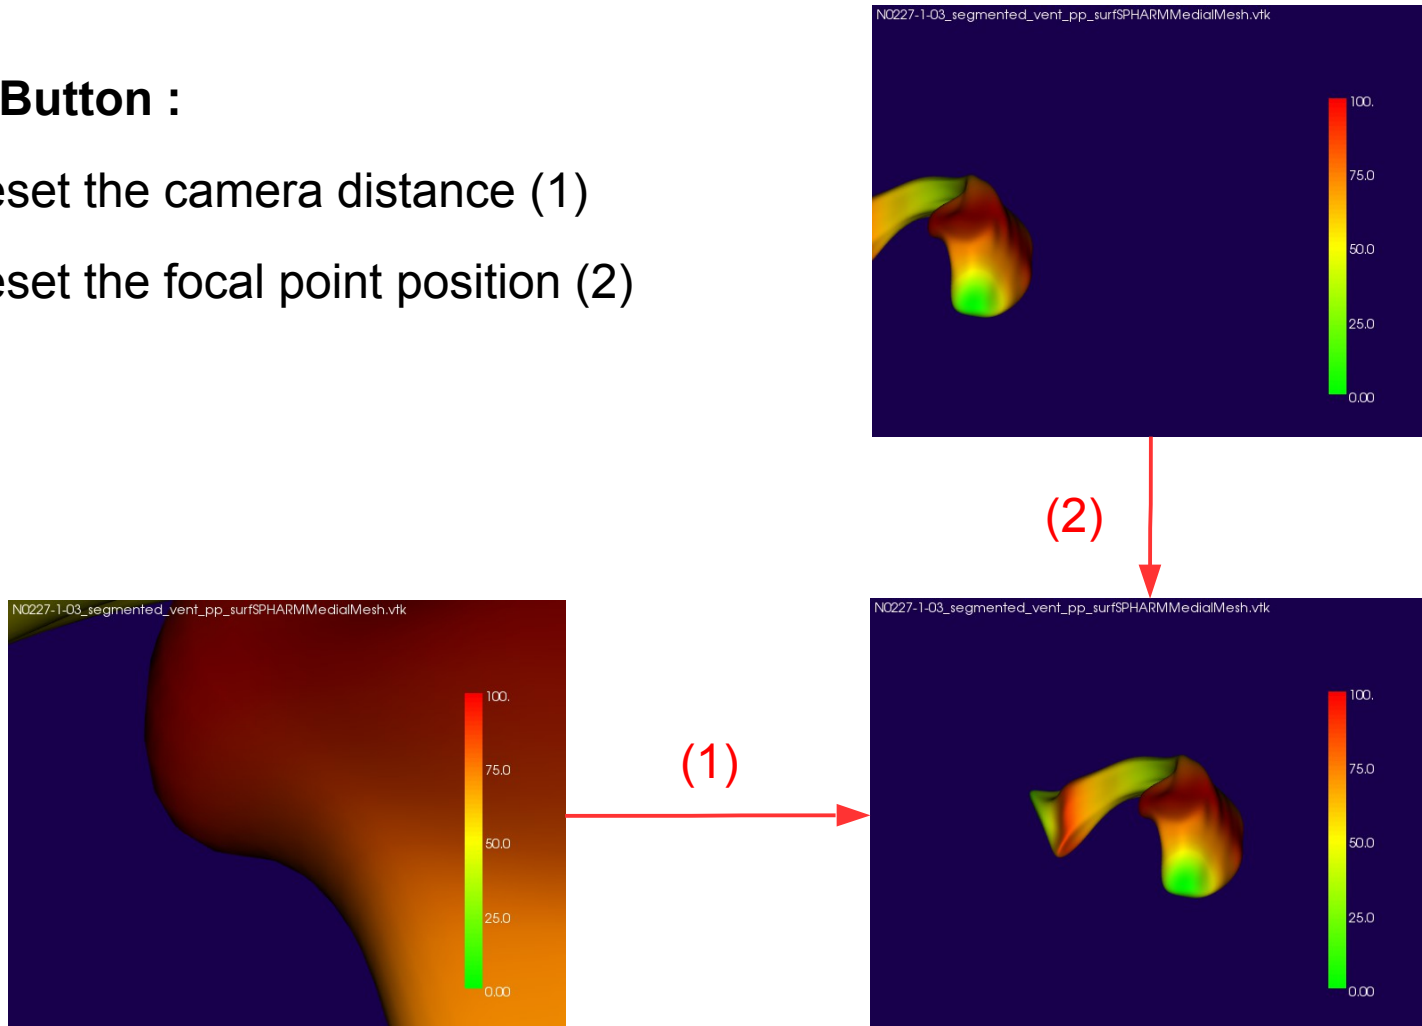 N0227-1-03_segmented_vent_pp_surfSPHARMMedialMesh.vtk
Button :
eset the camera distance (1)
eset the focal point position (2)
100.
75.0
50.0
25.0
0.00
(2)
N0227-1-03_segmented_vent_pp_surfSPHARMMedialMesh.vtk
100.
75.0
50.0
25.0
0.00
(1)
N0227-1-03_segmented_vent_pp_surfSPHARMMedialMesh.vtk
100.
75.0
50.0
25.0
0.00